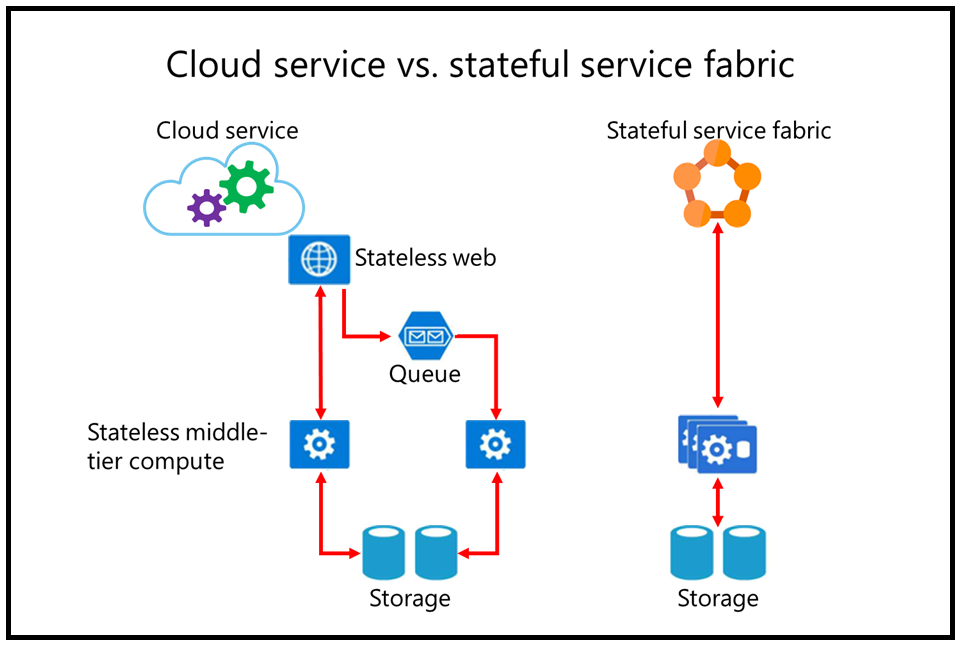 Cloud service vs. stateful service fabric
Cloud service
Stateful service fabric
Stateless web
Queue
Stateless middle-
tier compute
Storage
Storage